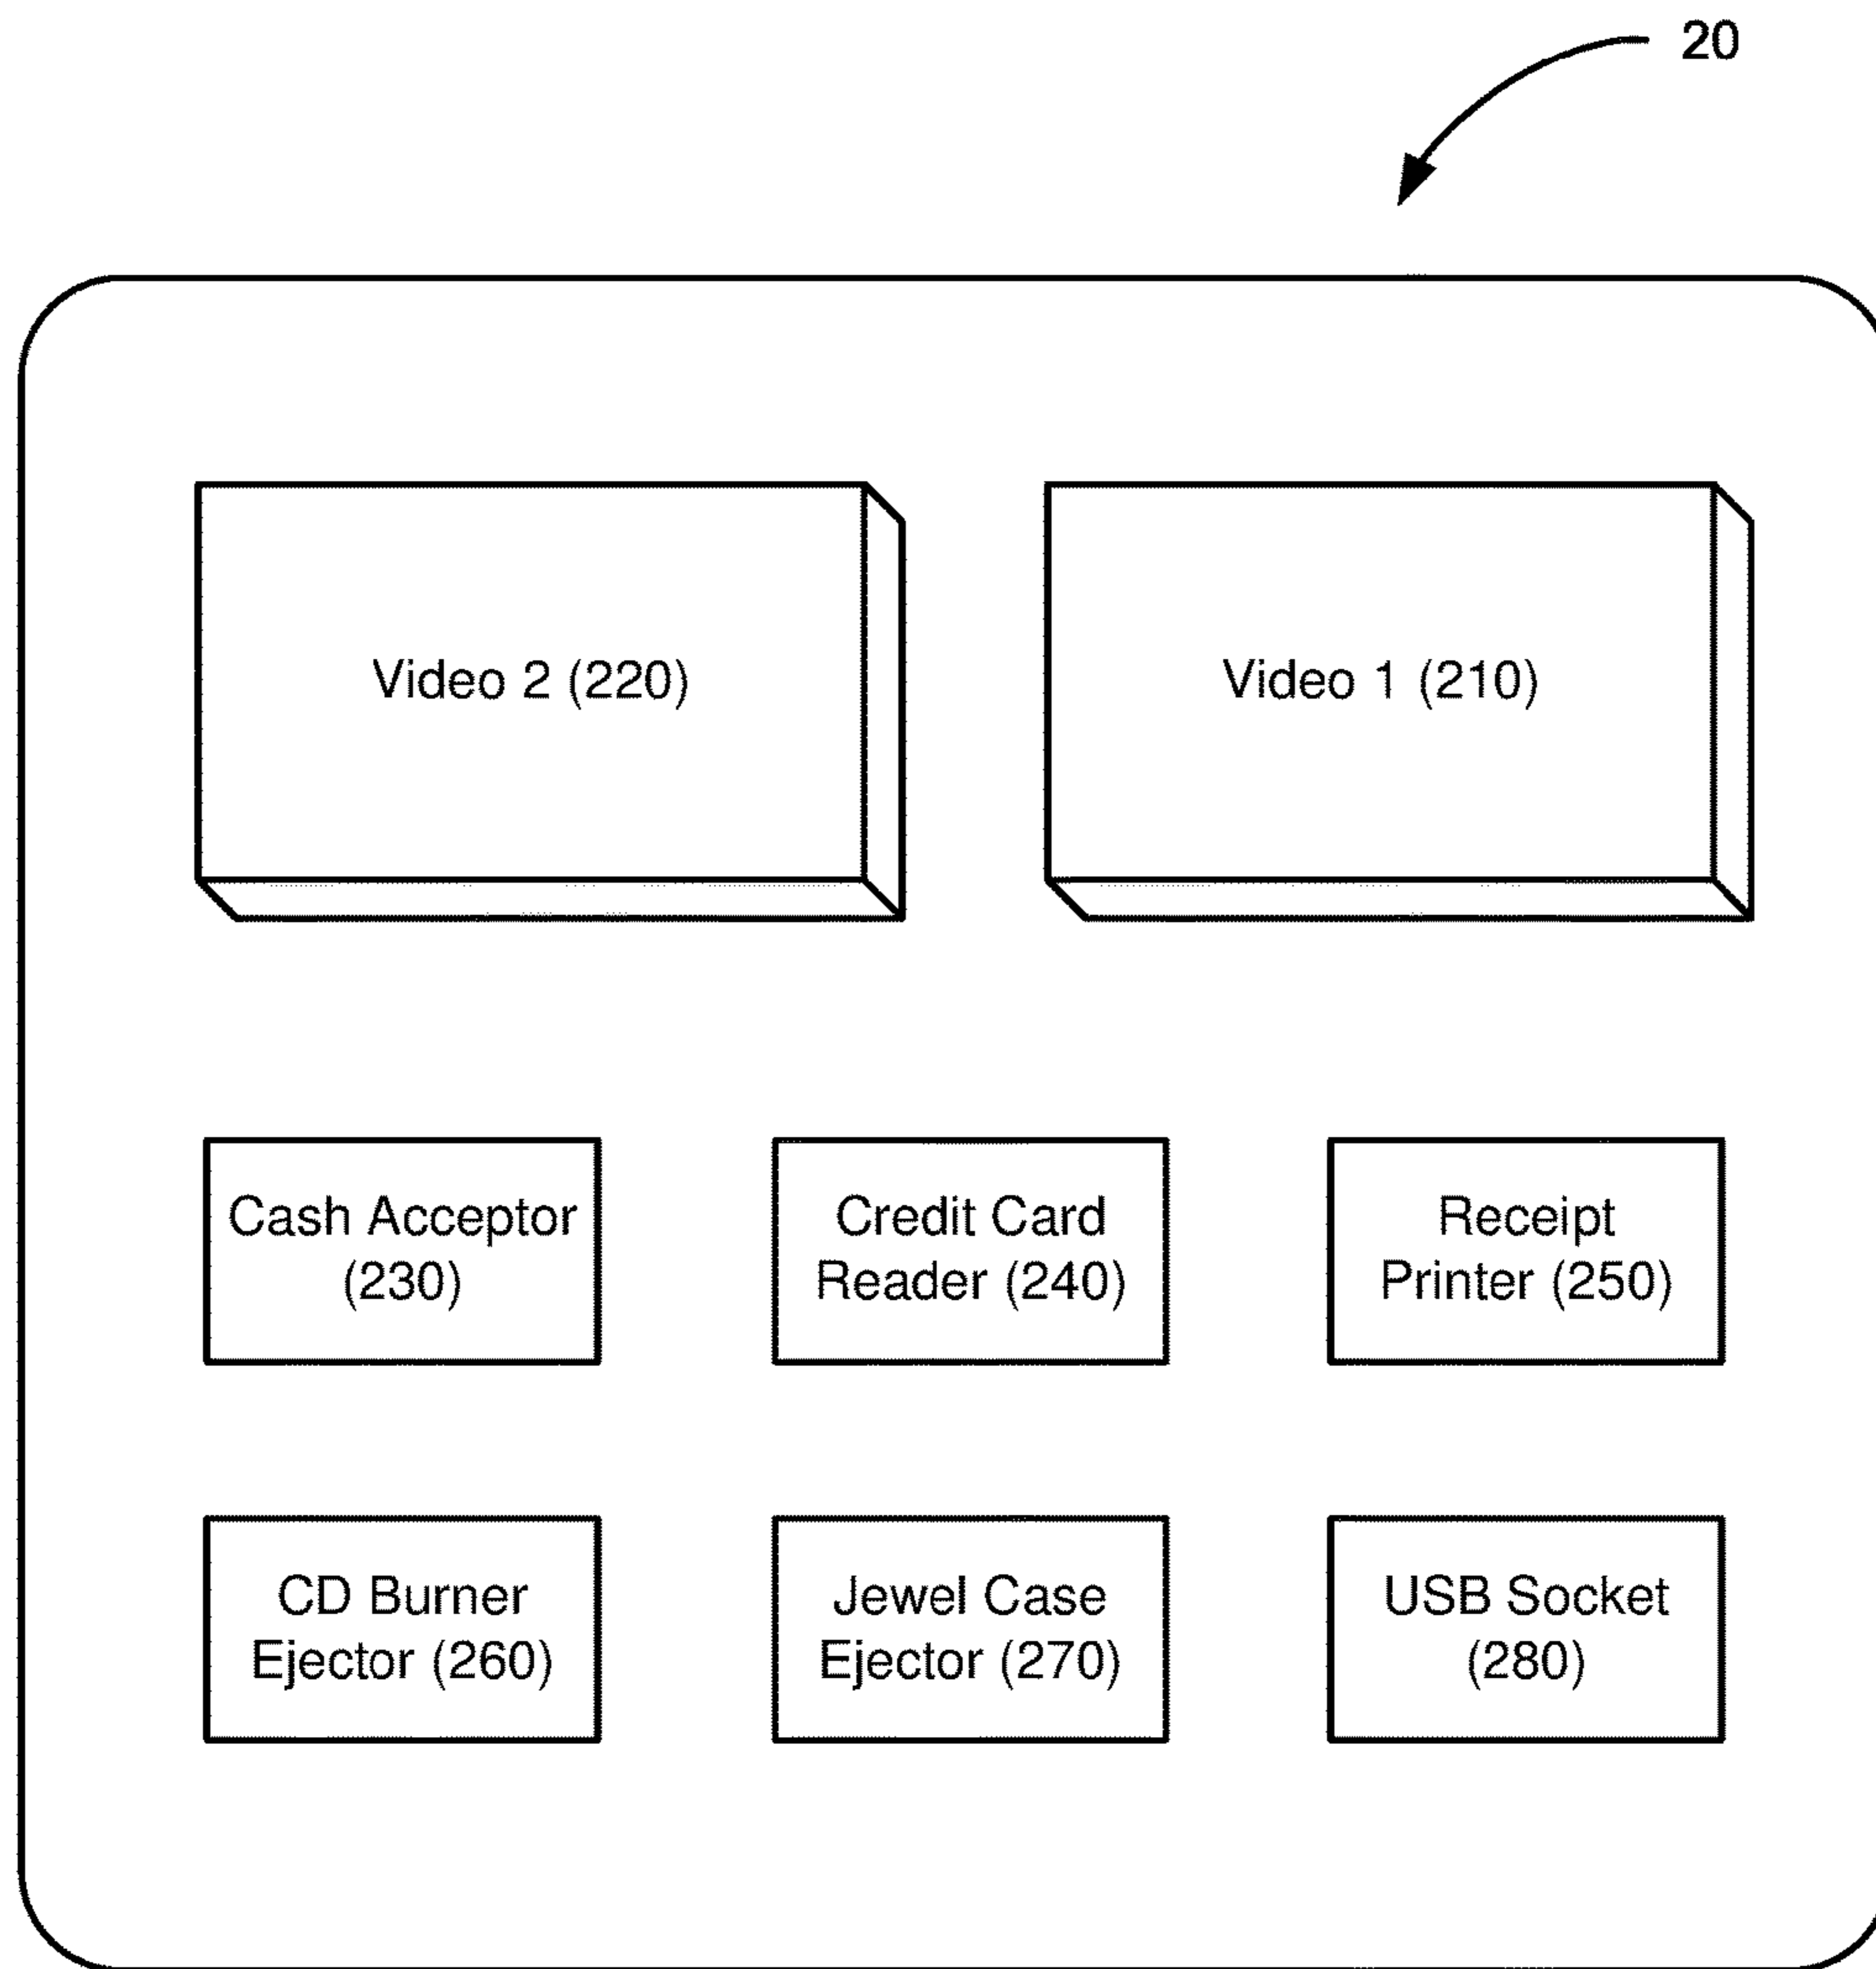 20
Video 2 (220)
Video 1 (210)
Cash Acceptor
(230)
Credit Card
Reader (240)
Receipt
Printer (250)
CD Burner
Ejector (260)
Jewel Case
Ejector (270)
USB Socket
(280)